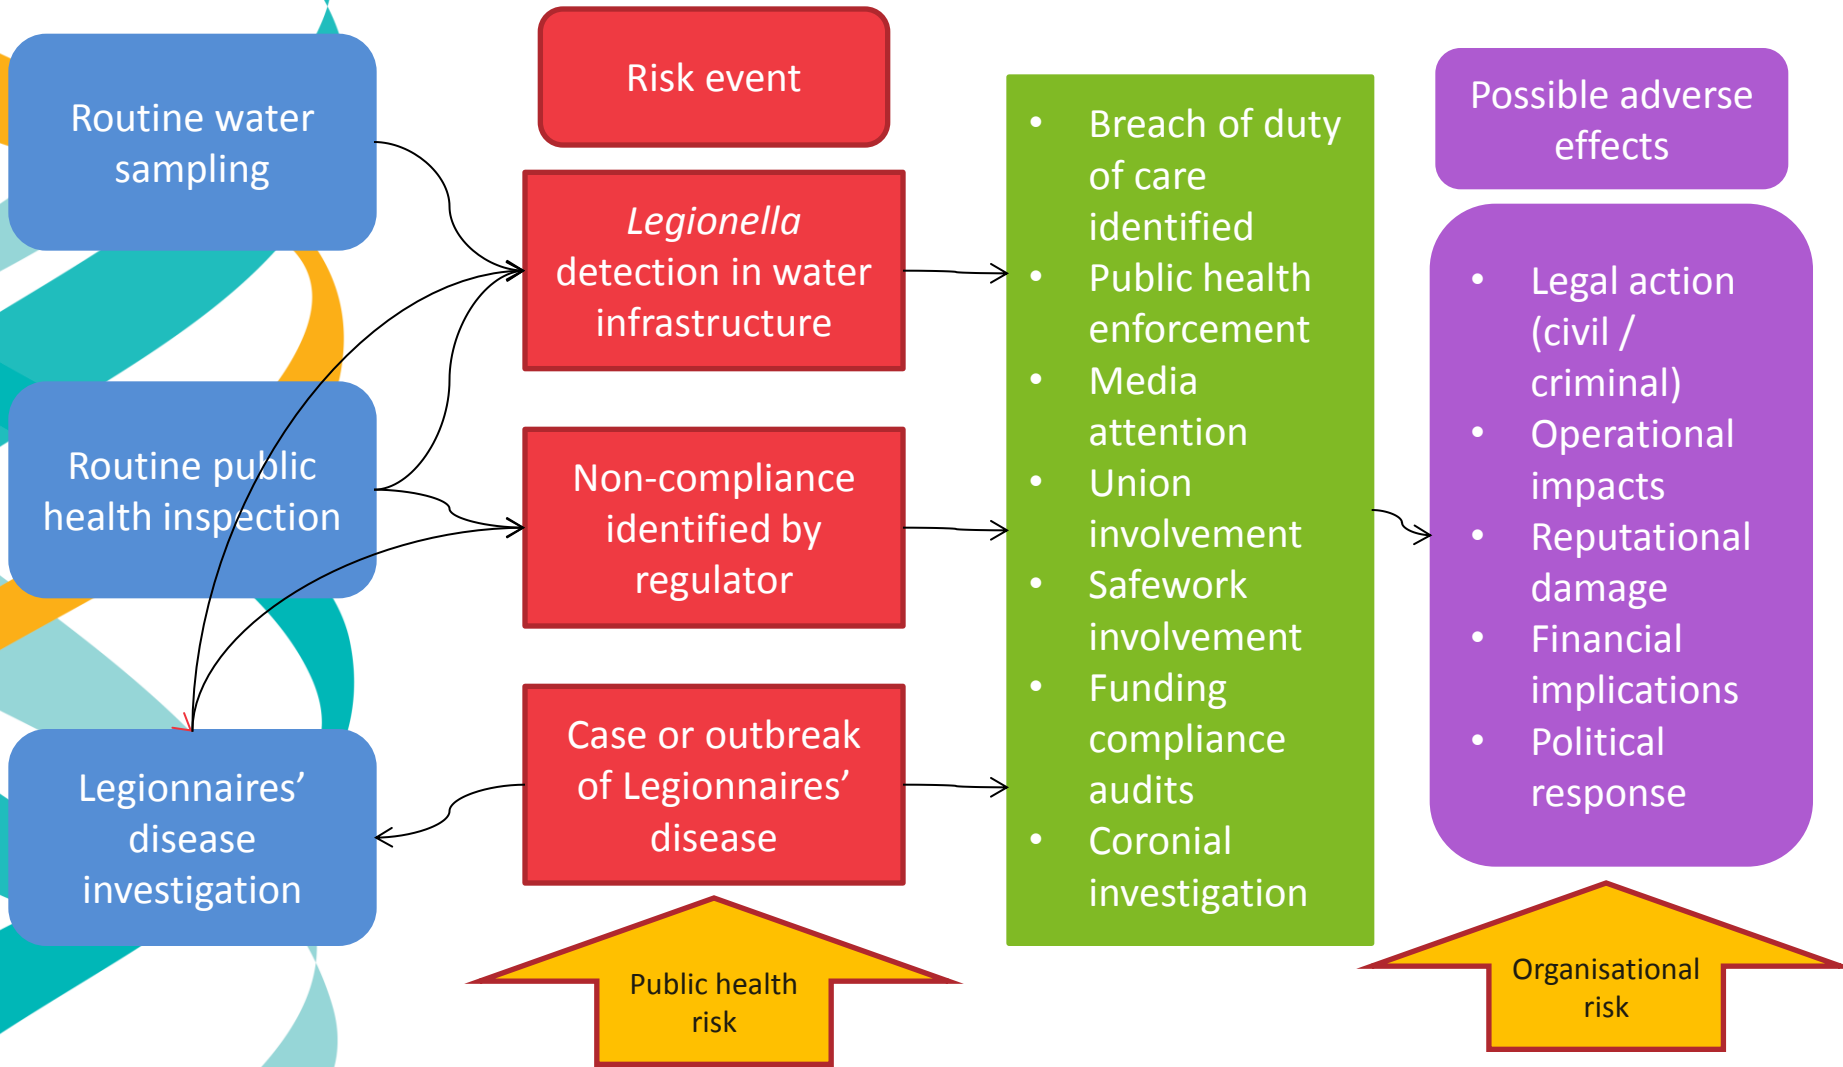 Routine water
sampling
Routine public
health inspection
Legionnaires’
disease
investigation
Risk event
Legionella
detection in water
infrastructure
Non-compliance
identified by
regulator
Case or outbreak
of Legionnaires’
disease
Public health
risk
• Breach of duty
of care
identified
• Public health
enforcement
• Media
attention
• Union
involvement
• Safework
involvement
• Funding
compliance
audits
• Coronial
investigation
Possible adverse
effects
• Legal action
(civil /
criminal)
• Operational
impacts
• Reputational
damage
• Financial
implications
• Political
response
Organisational
risk